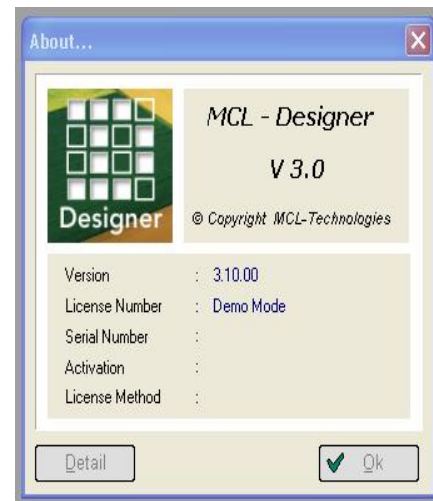 About...
MCL - Designer
V 3.0
Designer
© Copyright MCL-Technologies
Version : 3.10.00
License Number : Demo Mode
Serial Number :
Activation :
License Method :
Detail
Ok